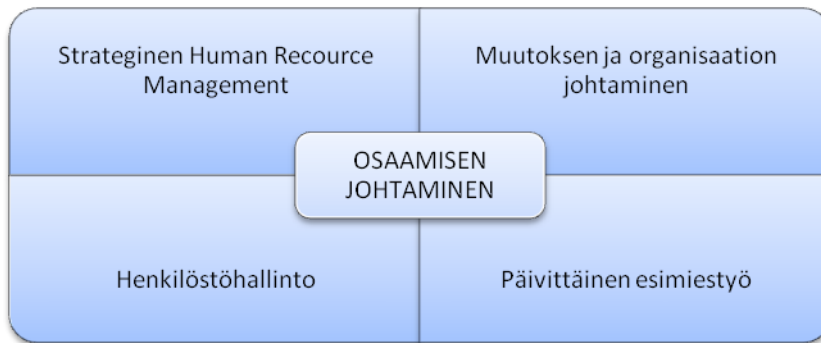 Strateginen Human Recource
Management
Muutoksen ja organisaation
johtaminen
OSAAMISEN
JOHTAMINEN
Henkilöstöhallinto
Päivittäinen esimiestyö